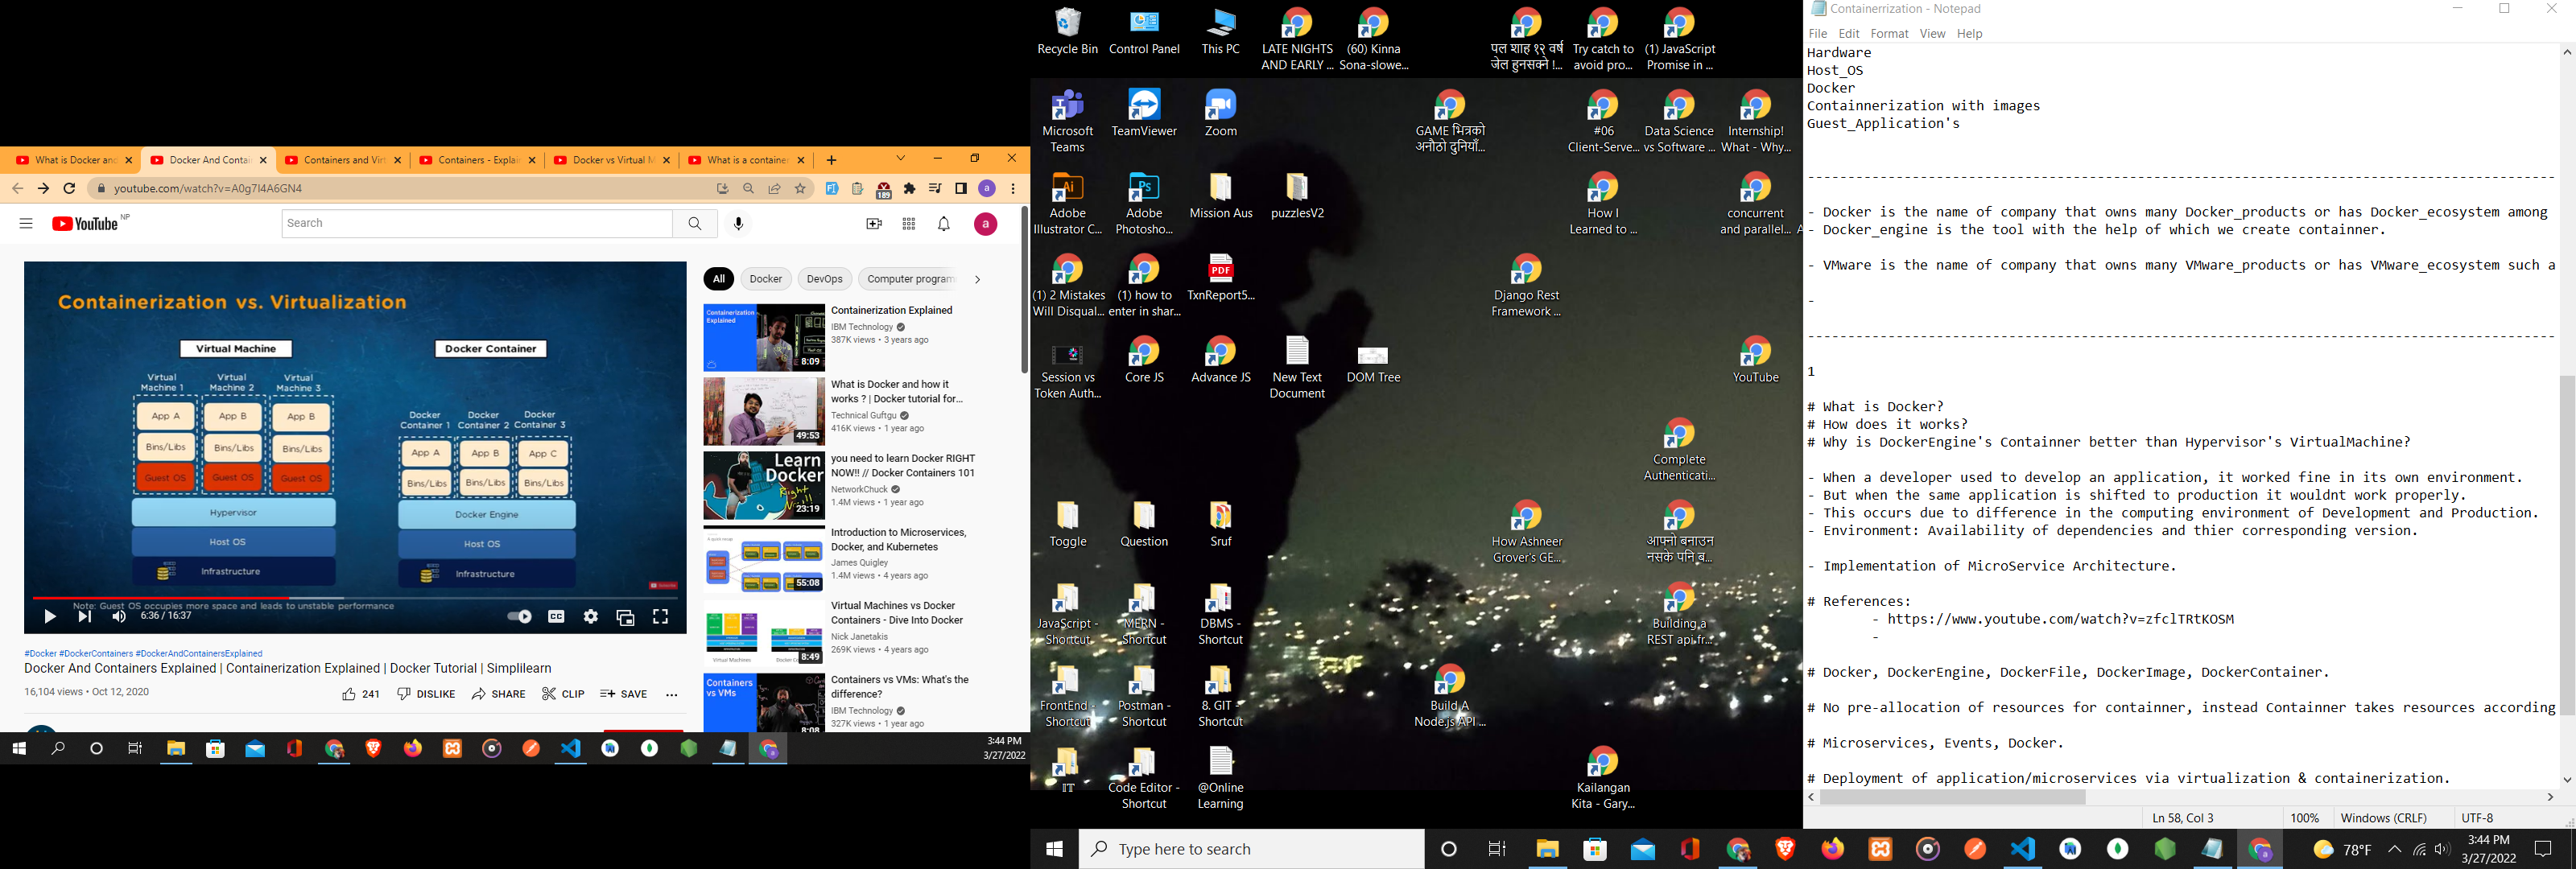 What is Docker and
Docker And Contai
Containers and Virt
Containers - Explai
Docker vs Virtual M
What is a container
youtube.com/watch?v=A0g7I4A6GN4
189
a
YouTube NP
Search
a
Containerization vs. Virtualization
Virtual Machine
Docker Container
Virtual Machine 1
Virtual Machine 2
Virtual Machine 3
App A
App B
App B
Bins/Libs
Bins/Libs
Bins/Libs
Guest OS
Guest OS
Guest OS
Hypervisor
Host OS
Infrastructure
Docker Container 1
Docker Container 2
Docker Container 3
App A
App B
App C
Bins/Libs
Bins/Libs
Bins/Libs
Docker Engine
Host OS
Infrastructure
Note: Guest OS occupies more space and leads to unstable performance
6:36 / 16:37
CC
#Docker #DockerContainers #DockerAndContainersExplained
Docker And Containers Explained | Containerization Explained | Docker Tutorial | Simplilearn
16,104 views • Oct 12, 2020
241
DISLIKE
SHARE
CLIP
SAVE
All
Docker
DevOps
Computer program
Containerization Explained
8:09
Containerization Explained
IBM Technology
387K views • 3 years ago
49:53
What is Docker and how it
works ? | Docker tutorial for...
Technical Guftgu
416K views • 1 year ago
Learn
Docker
Right
23:19
you need to learn Docker RIGHT
NOW!! // Docker Containers 101
NetworkChuck
1.4M views • 1 year ago
55:08
Introduction to Microservices,
Docker, and Kubernetes
James Quigley
1.4M views • 4 years ago
Virtual Machines
8:49
Virtual Machines vs Docker
Containers - Dive Into Docker
Nick Janetakis
269K views • 4 years ago
Containers
vs VMs
8:08
Containers vs VMs: What's the
difference?
IBM Technology
327K views • 1 year ago
3:44 PM
3/27/2022
Recycle Bin
Control Panel
This PC
LATE NIGHTS
AND EARLY ...
(60) Kinna
Sona-slowe...
पल शाह १२ वर्ष
जेल हुनसक्ने !...
Try catch to
avoid pro...
(1) JavaScript
Promise in ...
Microsoft
Teams
TeamViewer
Zoom
GAME भित्रको
अनौठो दुनियाँ...
#06
Client-Serve...
Data Science
vs Software ...
Internship!
What - Why...
Adobe
Illustrator C...
Adobe
Photosho...
Mission Aus
puzzlesV2
How I
Learned to ...
concurrent
and parallel...
(1) 2 Mistakes
Will Disqual...
(1) how to
enter in shar...
PDF
TxnReport5...
Django Rest
Framework ...
Session vs
Token Auth...
Core JS
Advance JS
New Text
Document
DOM Tree
YouTube
Complete
Authenticati...
Toggle
Question
Sruf
How Ashneer
Grover's GE...
आफ्नो बनाउन
नसके पनि ब...
JavaScript -
Shortcut
MERN -
Shortcut
DBMS -
Shortcut
Building a
REST api fr...
FrontEnd -
Shortcut
Postman -
Shortcut
8. GIT -
Shortcut
Build A
Node.js API ...
IT
Code Editor -
Shortcut
@Online
Learning
Kailangan
Kita - Gary...
Type here to search
Containerrization - Notepad
File Edit Format View Help
Hardware
Host_OS
Docker
Containnerization with images
Guest_Application's
- Docker is the name of company that owns many Docker_products or has Docker_ecosystem among
- Docker_engine is the tool with the help of which we create containner.
- VMware is the name of company that owns many VMware_products or has VMware_ecosystem such a
-
1
# What is Docker?
# How does it works?
# Why is DockerEngine's Containner better than Hypervisor's VirtualMachine?
- When a developer used to develop an application, it worked fine in its own environment.
- But when the same application is shifted to production it wouldnt work properly.
- This occurs due to difference in the computing environment of Development and Production.
- Environment: Availability of dependencies and thier corresponding version.
- Implementation of MicroService Architecture.
# References:
- https://www.youtube.com/watch?v=zfclTRtKOSM
-
# Docker, DockerEngine, DockerFile, DockerImage, DockerContainer.
# No pre-allocation of resources for containner, instead Containner takes resources according
# Microservices, Events, Docker.
# Deployment of application/microservices via virtualization & containerization.
Ln 58, Col 3
100%
Windows (CRLF)
UTF-8
78°F
3:44 PM
3/27/2022